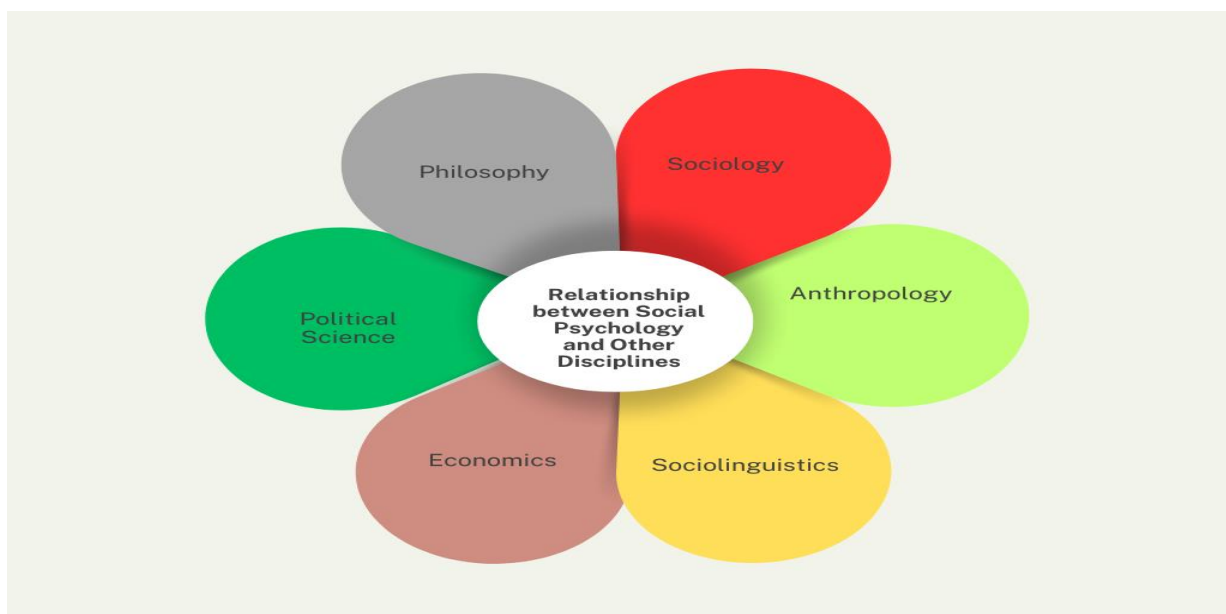 Philosophy
Sociology
Anthropology
Relationship
between Social
Psychology
and Other
Disciplines
Political
Science
Economics
Sociolinguistics